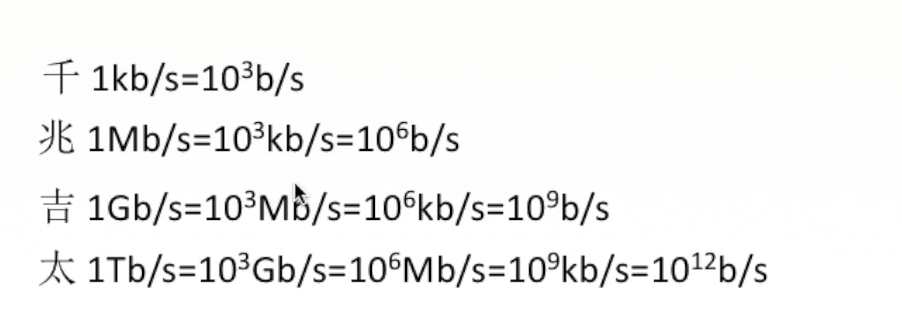 千 1kb/s=10³b/s
兆 1Mb/s=10³kb/s=10⁶b/s
吉 1Gb/s=10³Mb/s=10⁶kb/s=10⁹b/s
太 1Tb/s=10³Gb/s=10⁶Mb/s=10⁹kb/s=10¹²b/s